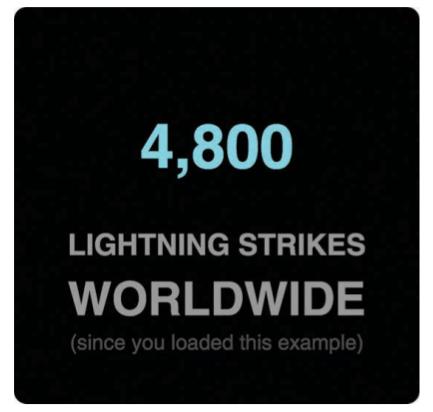 4,800
LIGHTNING STRIKES
WORLDWIDE
(since you loaded this example)